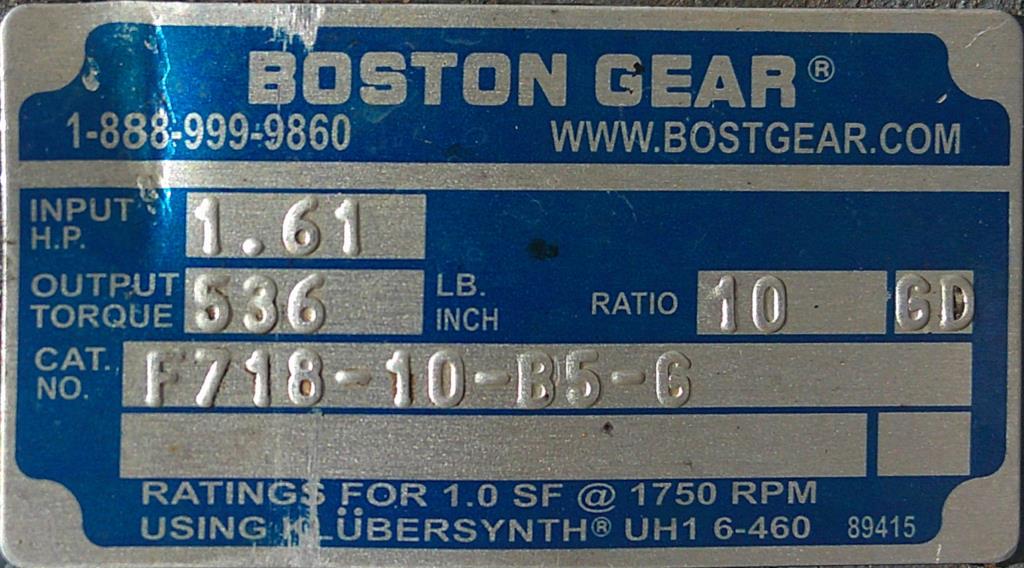 BOSTON GEAR®
1-888-999-9860 WWW.BOSTGEAR.COM
INPUT H.P. 1.61
OUTPUT TORQUE 536 LB. INCH RATIO 10 GD
CAT. NO. F718-10-B5-G
RATINGS FOR 1.0 SF @ 1750 RPM
USING KLÜBERSYNTH® UH1 6-460 89415